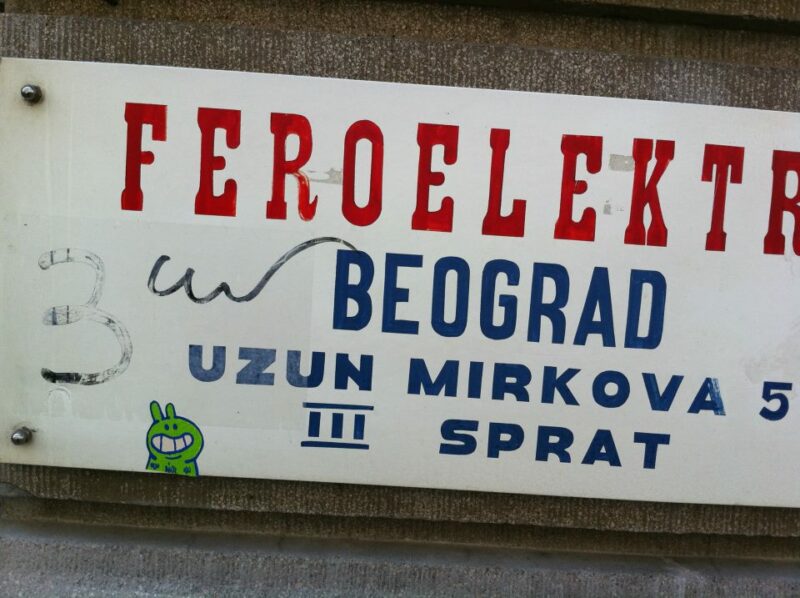 FEROELEKTR
BEOGRAD
UZUN MIRKOVA 5
III SPRAT
3